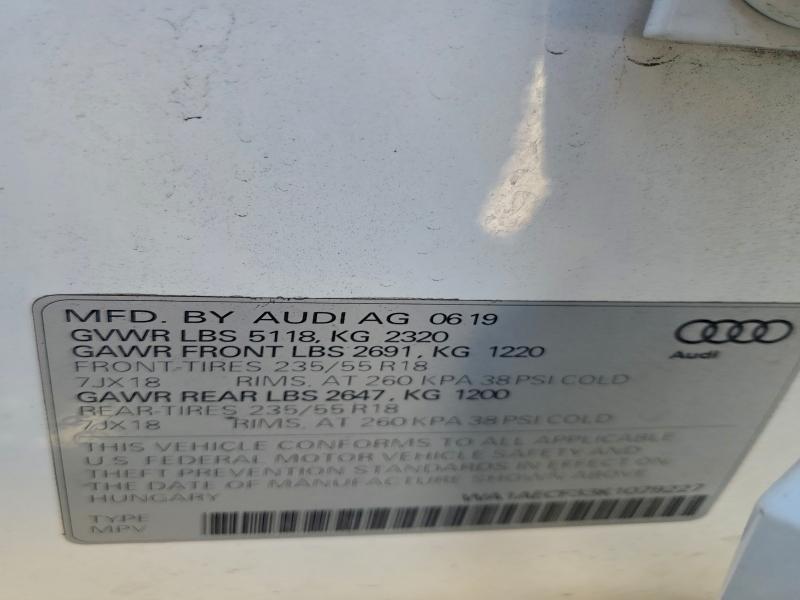 MFD. BY AUDI AG 06 19
GVWR LBS 5118, KG 2320
GAWR FRONT LBS 2691, KG 1220
FRONT-TIRES 235/55 R18
7JX18 RIMS, AT 260 KPA 38 PSI COLD
GAWR REAR LBS 2647, KG 1200
REAR-TIRES 235/55 R18
7JX18 RIMS, AT 260 KPA 38 PSI COLD
THIS VEHICLE CONFORMS TO ALL APPLICABLE
U.S. FEDERAL MOTOR VEHICLE SAFETY AND
THEFT PREVENTION STANDARDS IN EFFECT ON
THE DATE OF MANUFACTURE SHOWN ABOVE.
HUNGARY WA1AECF33K1079227
TYPE
MPV
Audi